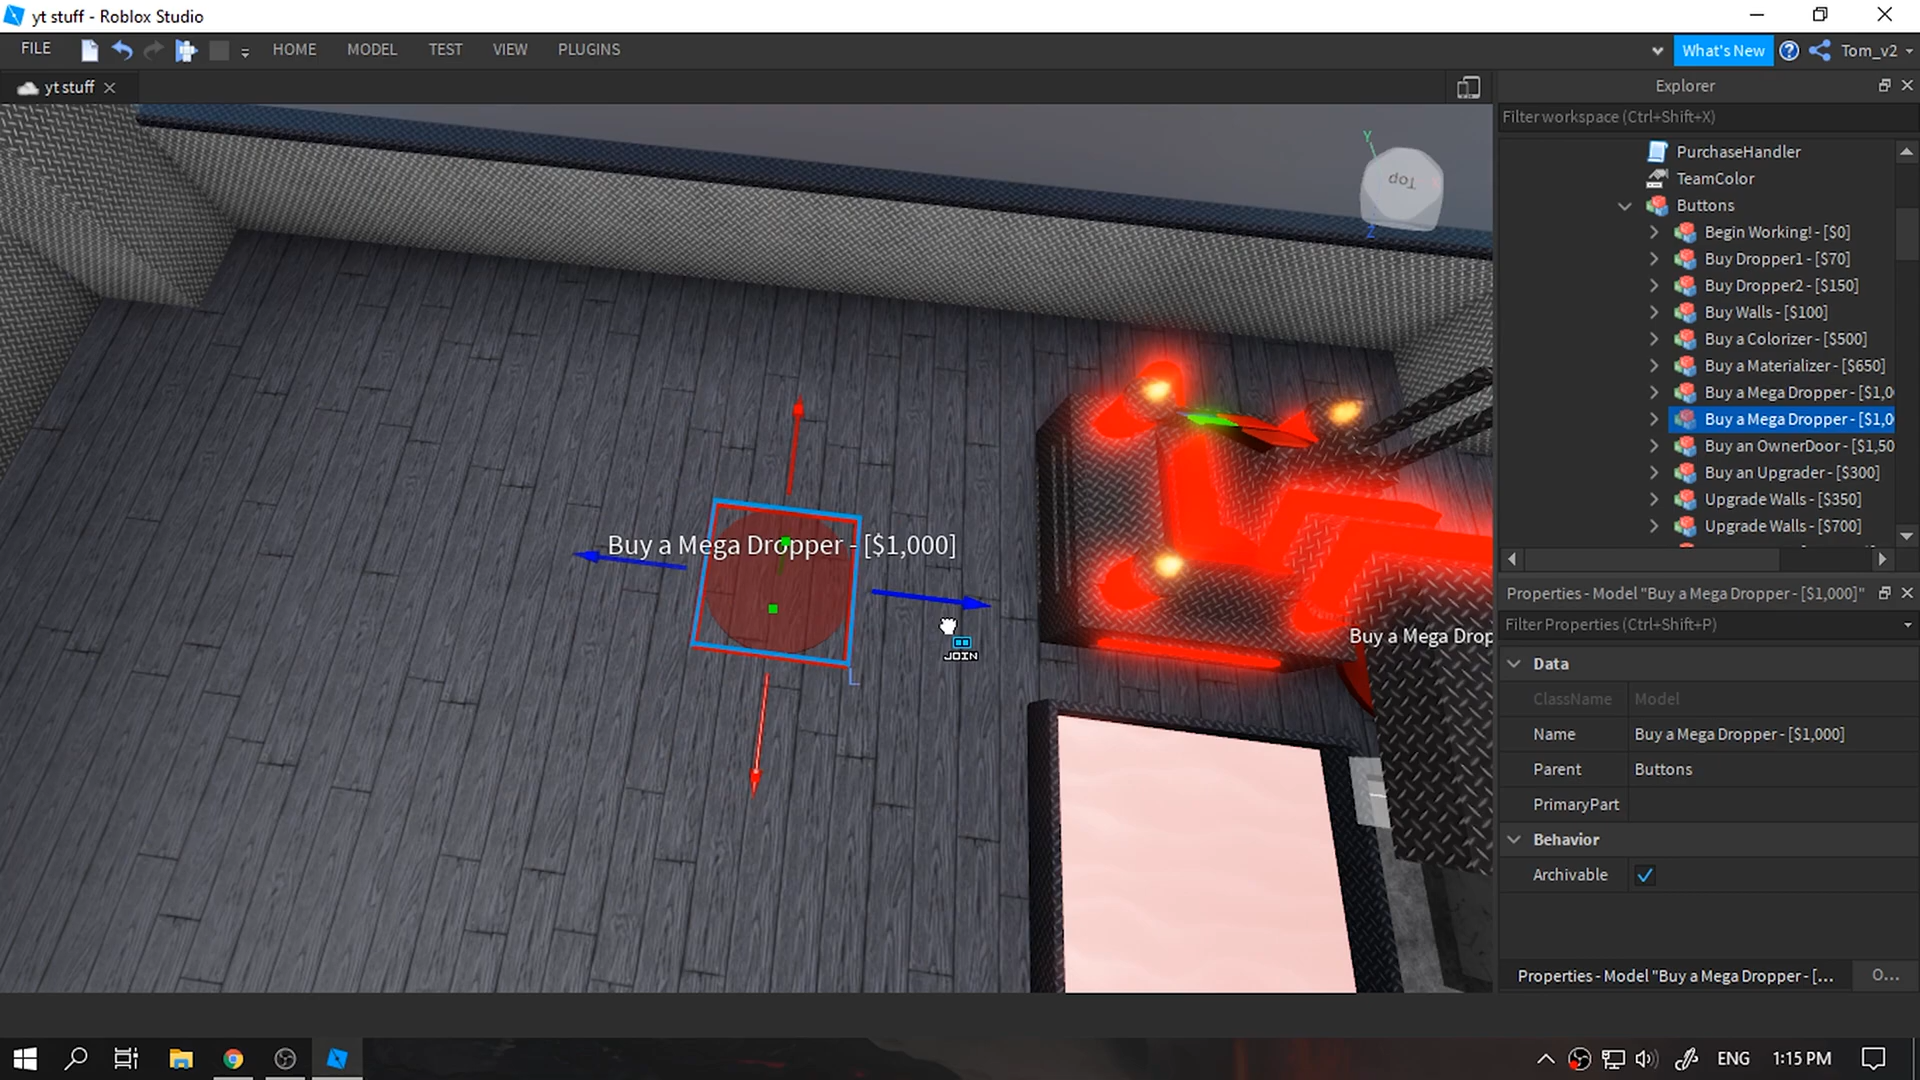 yt stuff - Roblox Studio
FILE
HOME
MODEL
TEST
VIEW
PLUGINS
What's New
Tom_v2
yt stuff
Explorer
Filter workspace (Ctrl+Shift+X)
PurchaseHandler
TeamColor
Buttons
Begin Working! - [$0]
Buy Dropper1 - [$70]
Buy Dropper2 - [$150]
Buy Walls - [$100]
Buy a Colorizer - [$500]
Buy a Materializer - [$650]
Buy a Mega Dropper - [$1,0
Buy a Mega Dropper - [$1,0
Buy an OwnerDoor - [$1,50
Buy an Upgrader - [$300]
Upgrade Walls - [$350]
Upgrade Walls - [$700]
Y
Top
Z
Buy a Mega Dropper - [$1,000]
L
JOIN
Buy a Mega Drop
Properties - Model "Buy a Mega Dropper - [$1,000]"
Filter Properties (Ctrl+Shift+P)
Data
ClassName Model
Name Buy a Mega Dropper - [$1,000]
Parent Buttons
PrimaryPart
Behavior
Archivable
Properties - Model "Buy a Mega Dropper - [...
O...
ENG
1:15 PM